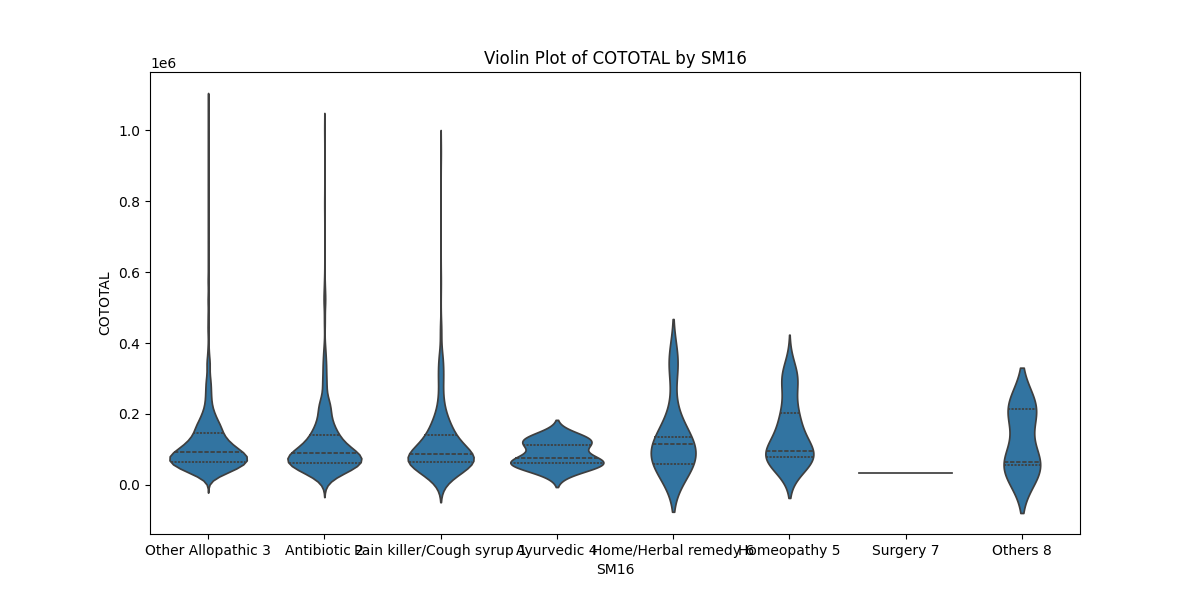 Violin Plot of COTOTAL by SM16
1e6
1.0
0.8
0.6
0.4
0.2
0.0
COTOTAL
Other Allopathic 3 Antibiotic 2 Pain killer/Cough syrup 1 Ayurvedic 4 Home/Herbal remedy 6 Homeopathy 5 Surgery 7 Others 8
SM16